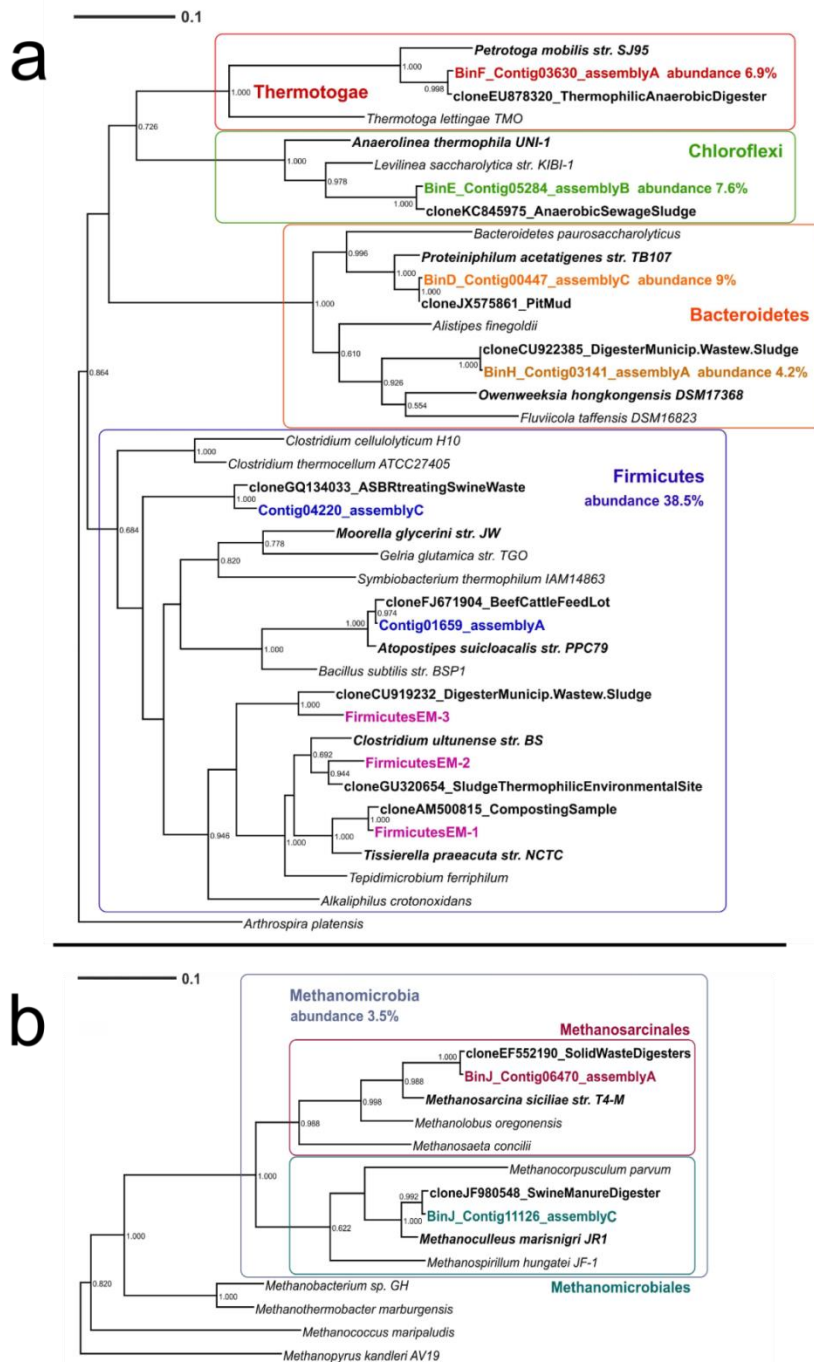 0.1
a
Petrotoga mobilis str. SJ95
1.000
BinF_Contig03630_assemblyA abundance 6.9%
0.998
1.000
Thermotogae
cloneEU878320_ThermophilicAnaerobicDigester
Thermotoga lettingae TMO
0.726
Anaerolinea thermophila UNI-1
Chloroflexi
1.000
Levilinea saccharolytica str. KIBI-1
0.978
BinE_Contig05284_assemblyB abundance 7.6%
1.000
cloneKC845975_AnaerobicSewageSludge
Bacteroidetes paurosaccharolyticus
0.996
Proteiniphilum acetatigenes str. TB107
1.000
BinD_Contig00447_assemblyC abundance 9%
1.000
cloneJX575861_PitMud
1.000
Bacteroidetes
Alistipes finegoldii
0.610
cloneCU922385_DigesterMunicip.Wastew.Sludge
1.000
BinH_Contig03141_assemblyA abundance 4.2%
0.864
0.926
Owenweeksia hongkongensis DSM17368
0.554
Fluviicola taffensis DSM16823
Clostridium cellulolyticum H10
1.000
Clostridium thermocellum ATCC27405
Firmicutes
abundance 38.5%
cloneGQ134033_ASBRtreatingSwineWaste
1.000
Contig04220_assemblyC
0.684
Moorella glycerini str. JW
0.778
Gelria glutamica str. TGO
0.820
Symbiobacterium thermophilum IAM14863
cloneFJ671904_BeefCattleFeedLot
0.974
1.000
Contig01659_assemblyA
Atopostipes suicloacalis str. PPC79
1.000
Bacillus subtilis str. BSP1
cloneCU919232_DigesterMunicip.Wastew.Sludge
1.000
FirmicutesEM-3
Clostridium ultunense str. BS
0.692
FirmicutesEM-2
0.944
cloneGU320654_SludgeThermophilicEnvironmentalSite
cloneAM500815_CompostingSample
1.000
FirmicutesEM-1
0.946
1.000
1.000
Tissierella praeacuta str. NCTC
Tepidimicrobium ferriphilum
Alkaliphilus crotonoxidans
Arthrospira platensis
0.1
b
Methanomicrobia
abundance 3.5%
Methanosarcinales
cloneEF552190_SolidWasteDigesters
1.000
BinJ_Contig06470_assemblyA
0.988
Methanosarcina siciliae str. T4-M
0.998
Methanolobus oregonensis
0.988
Methanosaeta concilii
1.000
Methanocorpusculum parvum
cloneJF980548_SwineManureDigester
0.992
BinJ_Contig11126_assemblyC
1.000
0.622
Methanoculleus marisnigri JR1
1.000
Methanospirillum hungatei JF-1
Methanobacterium sp. GH
Methanomicrobiales
0.820
1.000
Methanothermobacter marburgensis
Methanococcus maripaludis
Methanopyrus kandleri AV19